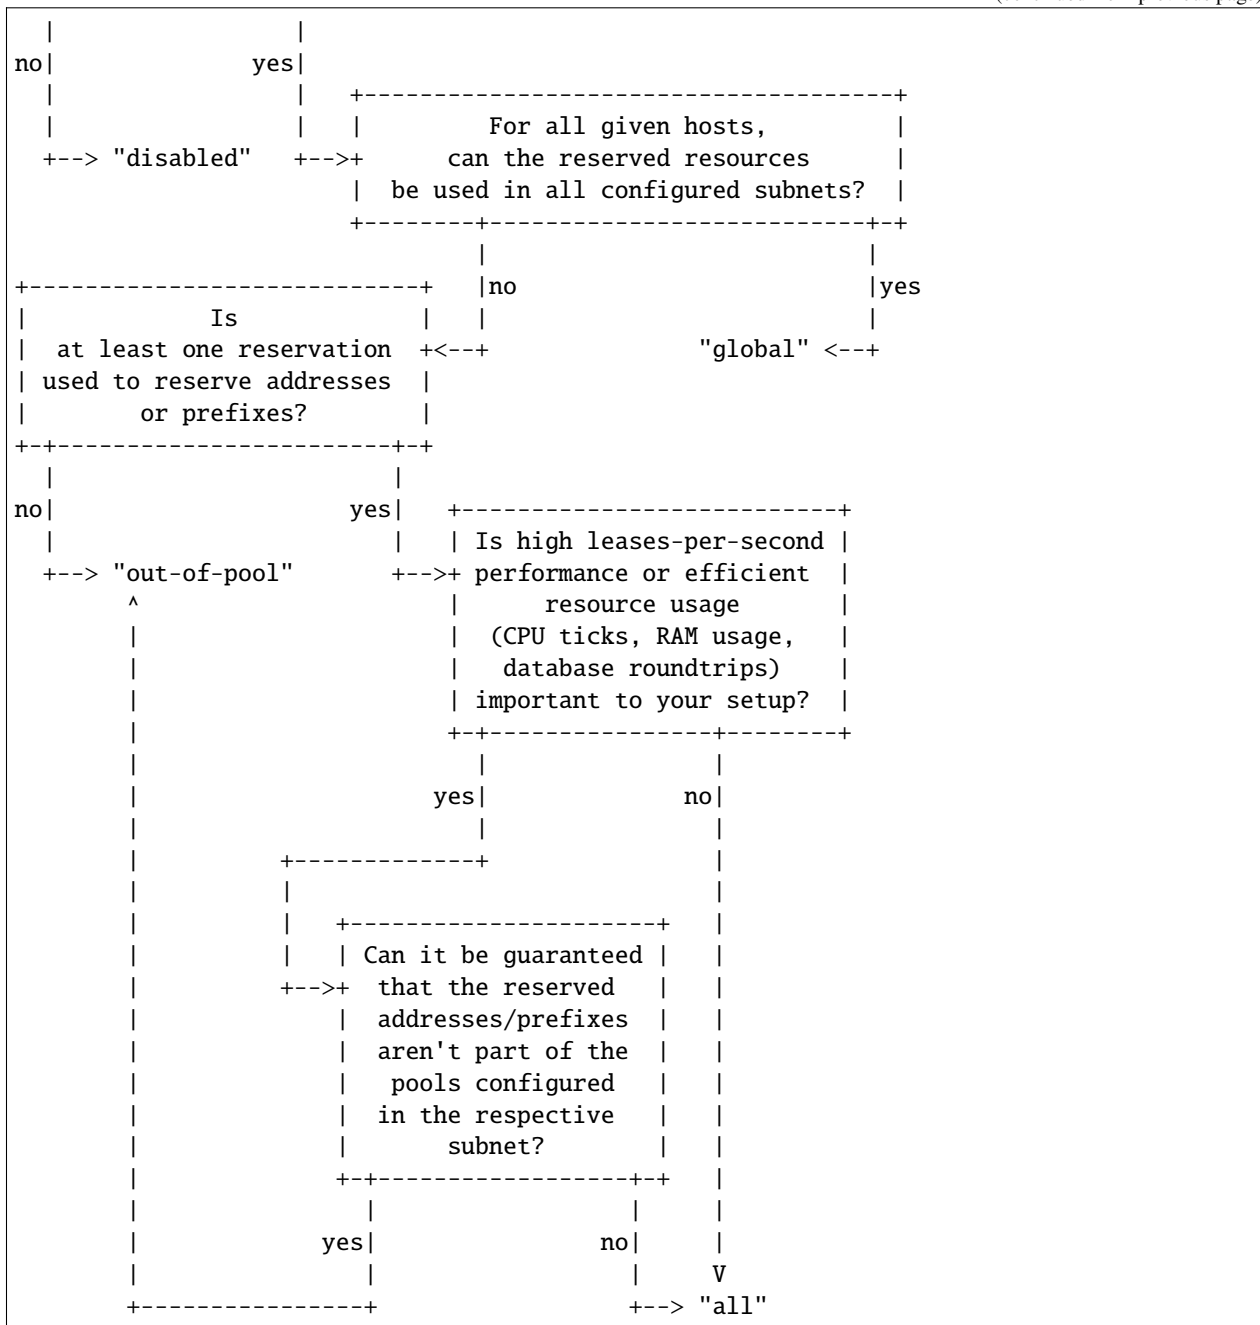 |                  |
no|               yes|
  |                  |   +--------------------------------------+
  |                  |   |         For all given hosts,         |
  +--> "disabled"   +-->+      can the reserved resources      |
                        |  be used in all configured subnets?  |
                        +--------+---------------------------+-+
                                 |                           |
+----------------------------+   |no                         |yes
|             Is             |   |                           |
|  at least one reservation  +<--+               "global" <--+
| used to reserve addresses  |
|        or prefixes?        |
+-+------------------------+-+
  |                        |
no|                     yes|   +---------------------------+
  |                        |   | Is high leases-per-second |
  +--> "out-of-pool"       +-->+ performance or efficient  |
        ^                      |      resource usage       |
        |                      |  (CPU ticks, RAM usage,   |
        |                      |   database roundtrips)    |
        |                      | important to your setup?  |
        |                      +-+----------------+--------+
        |                        |                |
        |                     yes|              no|
        |                        |                |
        |          +-------------+                |
        |          |                              |
        |          |   +----------------------+   |
        |          |   | Can it be guaranteed |   |
        |          +-->+  that the reserved   |   |
        |              |  addresses/prefixes  |   |
        |              |  aren't part of the  |   |
        |              |   pools configured   |   |
        |              |  in the respective   |   |
        |              |       subnet?        |   |
        |              +-+------------------+-+   |
        |                |                  |     |
        |             yes|                no|     |
        |                |                  |     V
        +----------------+                  +--> "all"